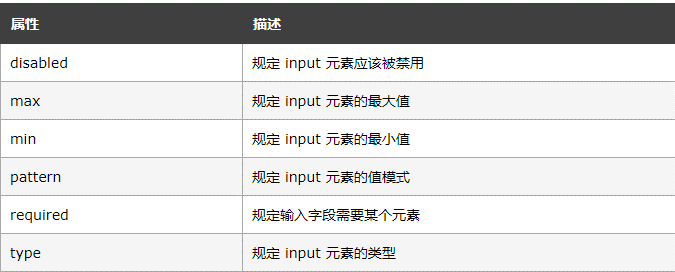 属性 描述
disabled 规定 input 元素应该被禁用
max 规定 input 元素的最大值
min 规定 input 元素的最小值
pattern 规定 input 元素的值模式
required 规定输入字段需要某个元素
type 规定 input 元素的类型